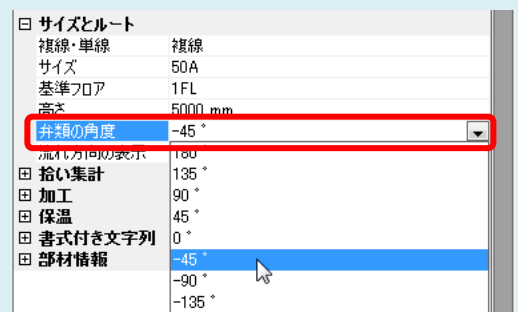 サイズとルート
複線・単線 複線
サイズ 50A
基準フロア 1FL
高さ 5000 mm
弁類の角度 -45 °
流れ方向の表示 180 °
拾い集計 135 °
加工 90 °
保温 45 °
書式付き文字列 0 °
部材情報 -45 °
-90 °
-135 °